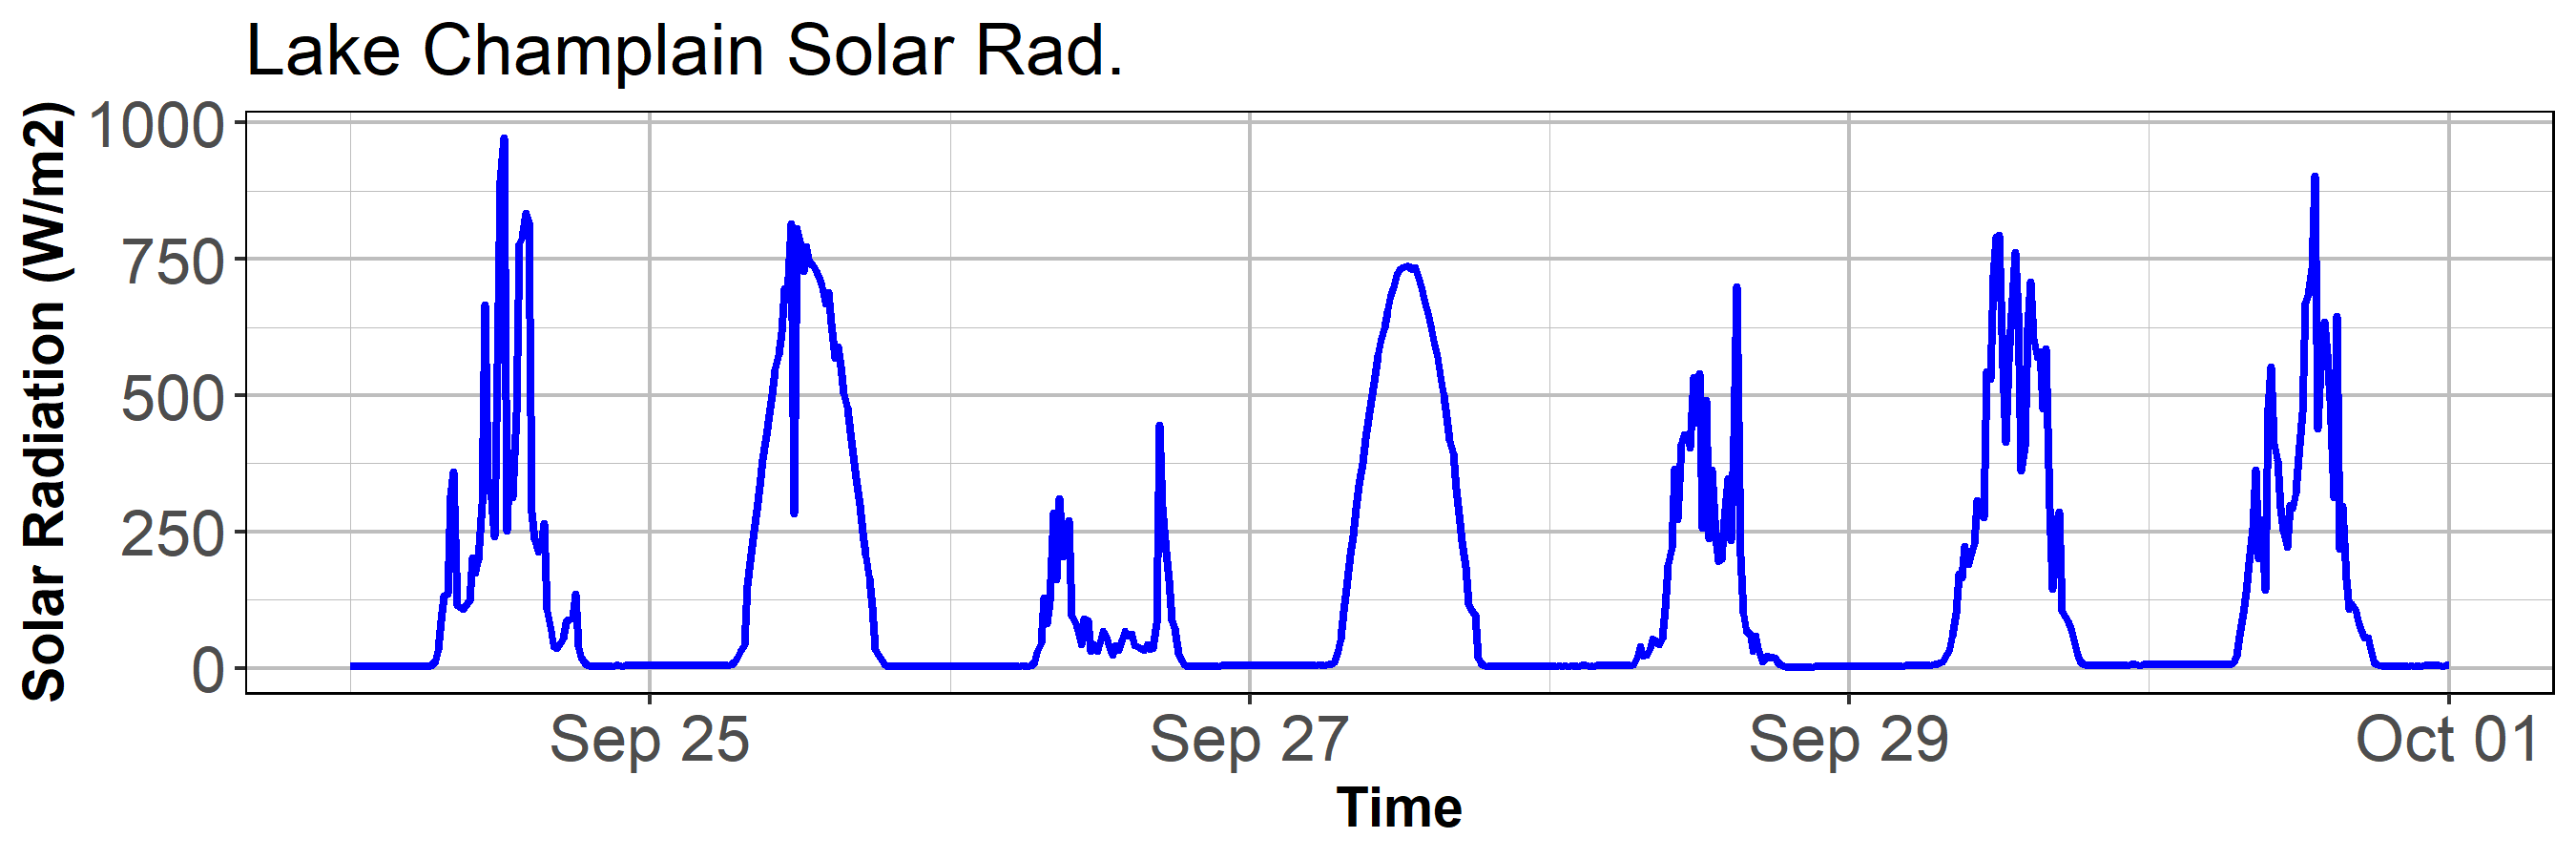 Lake Champlain Solar Rad.
Solar Radiation (W/m2)
1000
750
500
250
0
Sep 25
Sep 27
Sep 29
Oct 01
Time